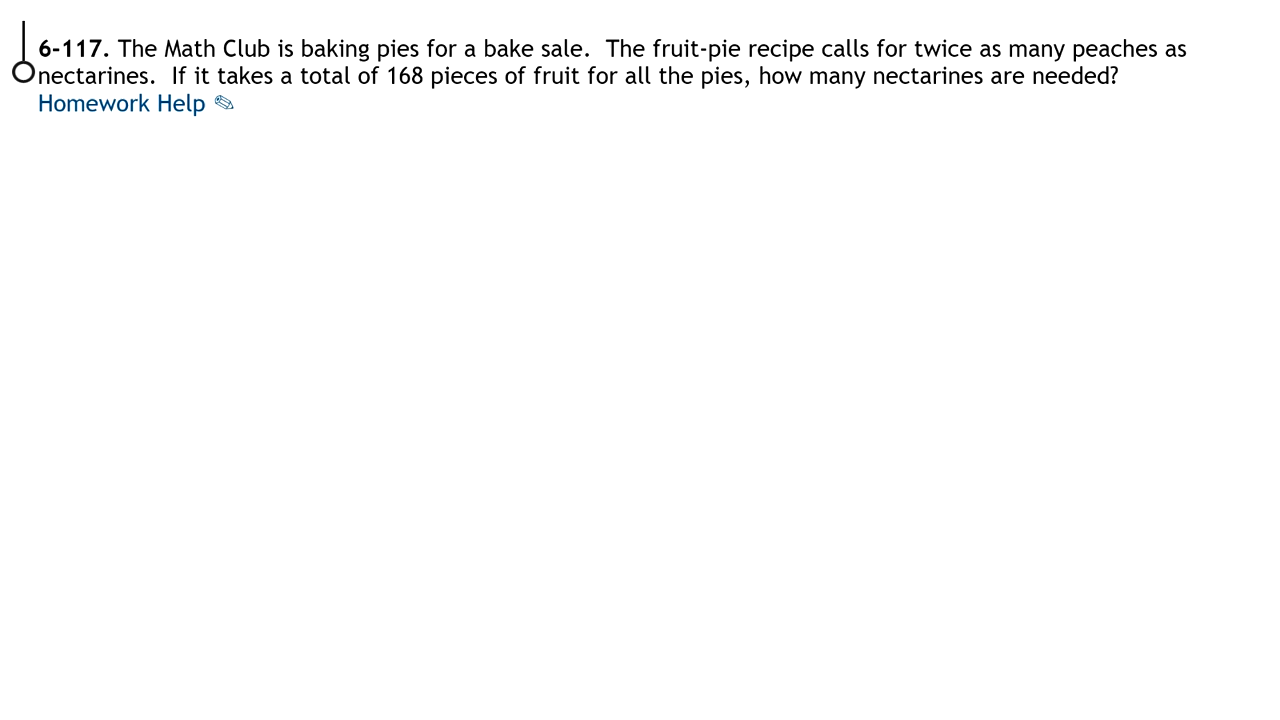 6-117. The Math Club is baking pies for a bake sale.  The fruit-pie recipe calls for twice as many peaches as
nectarines.  If it takes a total of 168 pieces of fruit for all the pies, how many nectarines are needed?
Homework Help ✎